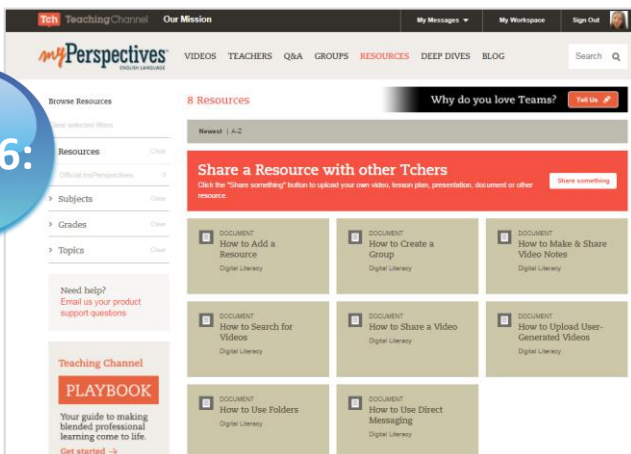 Tch TeachingChannel Our Mission My Messages ▼ My Workspace Sign Out
myPerspectives
ENGLISH LANGUAGE
VIDEOS TEACHERS Q&A GROUPS RESOURCES DEEP DIVES BLOG Search
6:
Browse Resources
selected filters
Resources Clear
Official myPerspectives
> Subjects Clear
> Grades Clear
> Topics Clear
Need help?
Email us your product
support questions
Teaching Channel
PLAYBOOK
Your guide to making
blended professional
learning come to life.
Get started →
8 Resources
Why do you love Teams? Tell Us
Newest | A-Z
Share a Resource with other Tchers
Click the "Share something" button to upload your own video, lesson plan, presentation, document or other
resource.
Share something
DOCUMENT
How to Add a
Resource
Digital Literacy
DOCUMENT
How to Create a
Group
Digital Literacy
DOCUMENT
How to Make & Share
Video Notes
Digital Literacy
DOCUMENT
How to Search for
Videos
Digital Literacy
DOCUMENT
How to Share a Video
Digital Literacy
DOCUMENT
How to Upload User-
Generated Videos
Digital Literacy
DOCUMENT
How to Use Folders
Digital Literacy
DOCUMENT
How to Use Direct
Messaging
Digital Literacy